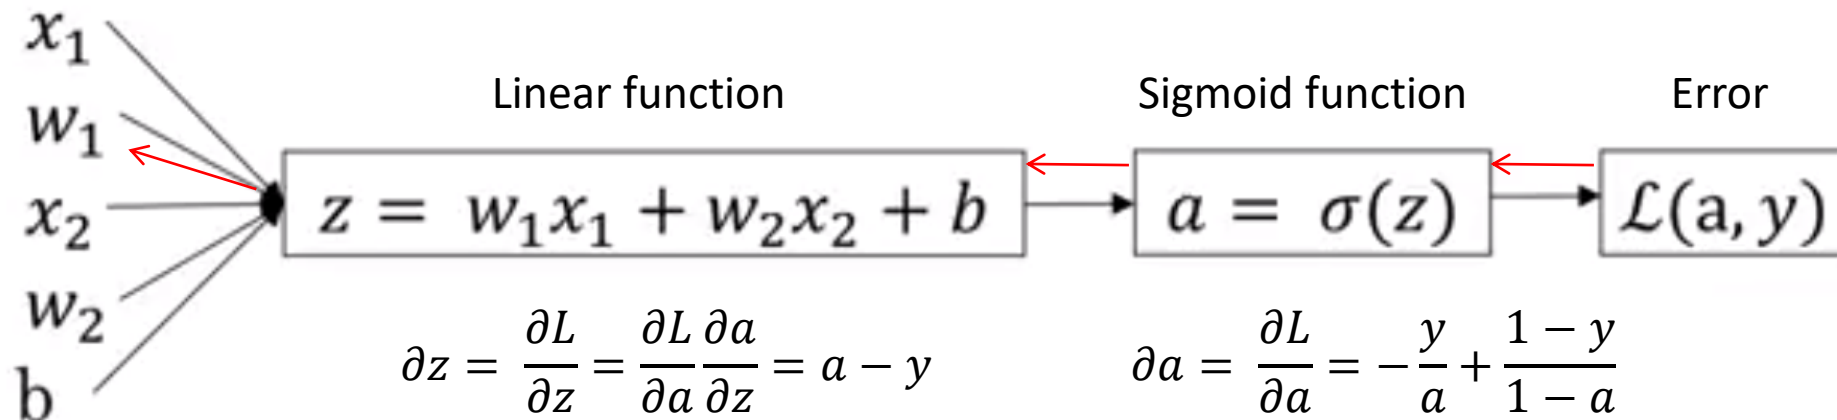 x₁
w₁
x₂
w₂
b
Linear function
z = w₁x₁ + w₂x₂ + b
∂z = ∂L/∂z = ∂L/∂a ∂a/∂z = a − y
Sigmoid function
a = σ(z)
∂a = ∂L/∂a = −y/a + (1 − y)/(1 − a)
Error
ℒ(a, y)